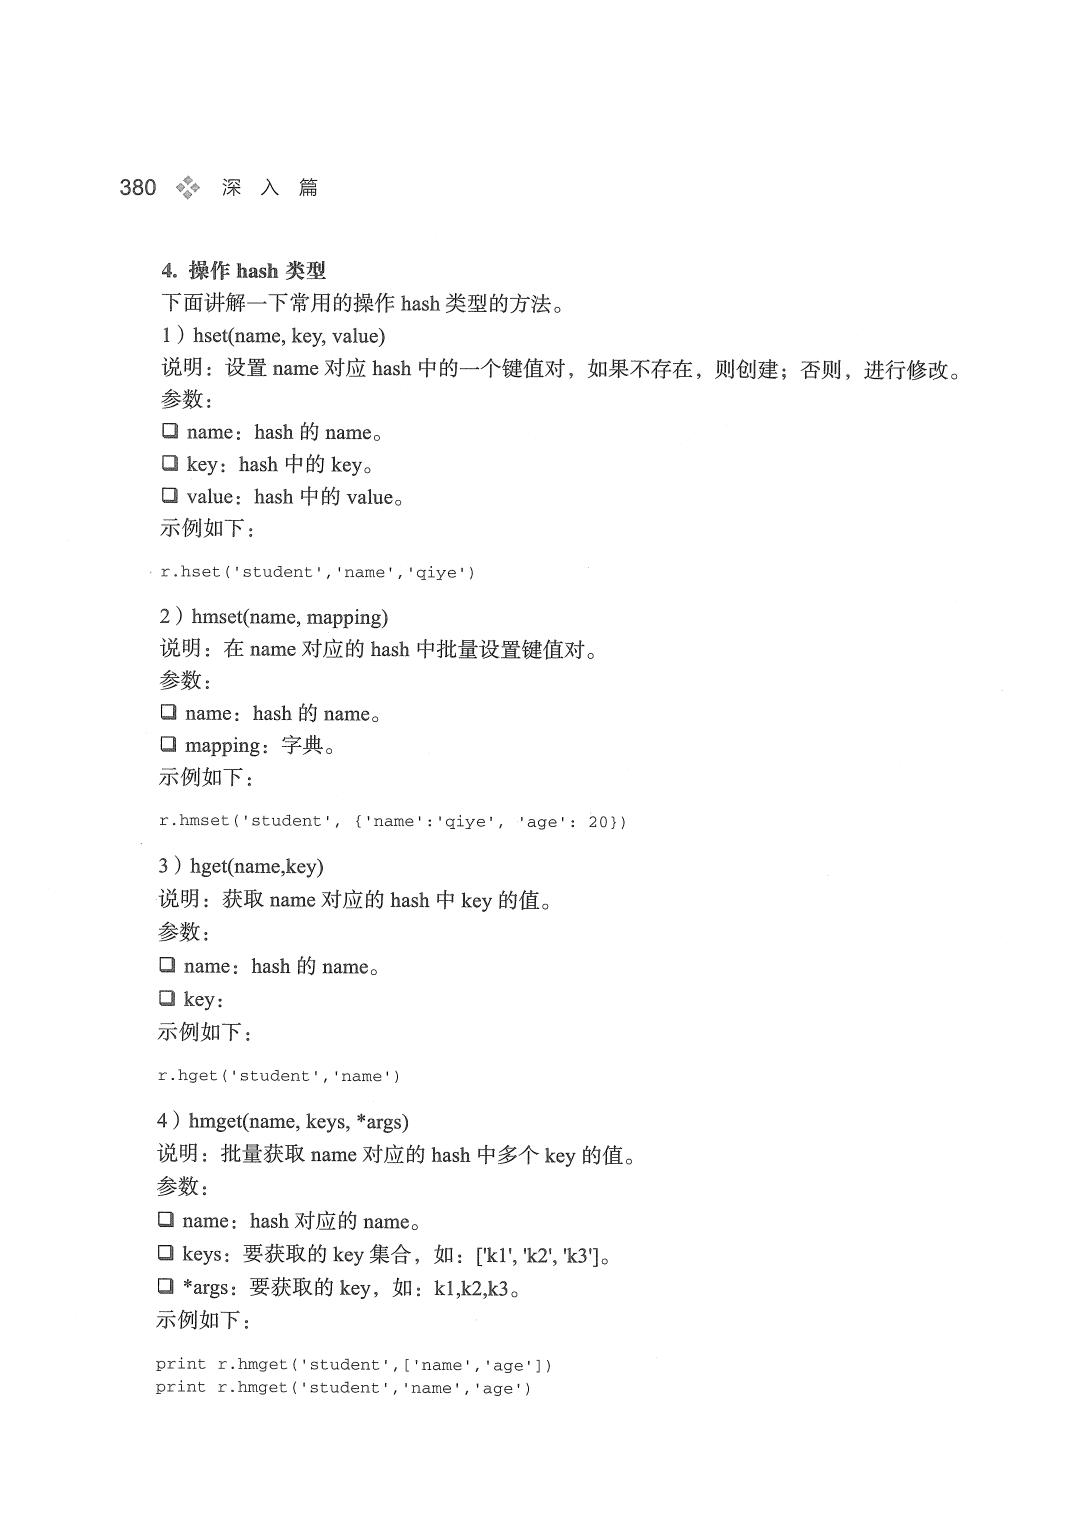 380 深 入 篇
4. 操作 hash 类型
下面讲解一下常用的操作 hash 类型的方法。
1）hset(name, key, value)
说明：设置 name 对应 hash 中的一个键值对，如果不存在，则创建；否则，进行修改。
参数：
❑ name：hash 的 name。
❑ key：hash 中的 key。
❑ value：hash 中的 value。
示例如下：
r.hset('student','name','qiye')
2）hmset(name, mapping)
说明：在 name 对应的 hash 中批量设置键值对。
参数：
❑ name：hash 的 name。
❑ mapping：字典。
示例如下：
r.hmset('student', {'name':'qiye', 'age': 20})
3）hget(name,key)
说明：获取 name 对应的 hash 中 key 的值。
参数：
❑ name：hash 的 name。
❑ key：
示例如下：
r.hget('student','name')
4）hmget(name, keys, *args)
说明：批量获取 name 对应的 hash 中多个 key 的值。
参数：
❑ name：hash 对应的 name。
❑ keys：要获取的 key 集合，如：['k1', 'k2', 'k3']。
❑ *args：要获取的 key，如：k1,k2,k3。
示例如下：
print r.hmget('student',['name','age'])
print r.hmget('student','name','age')